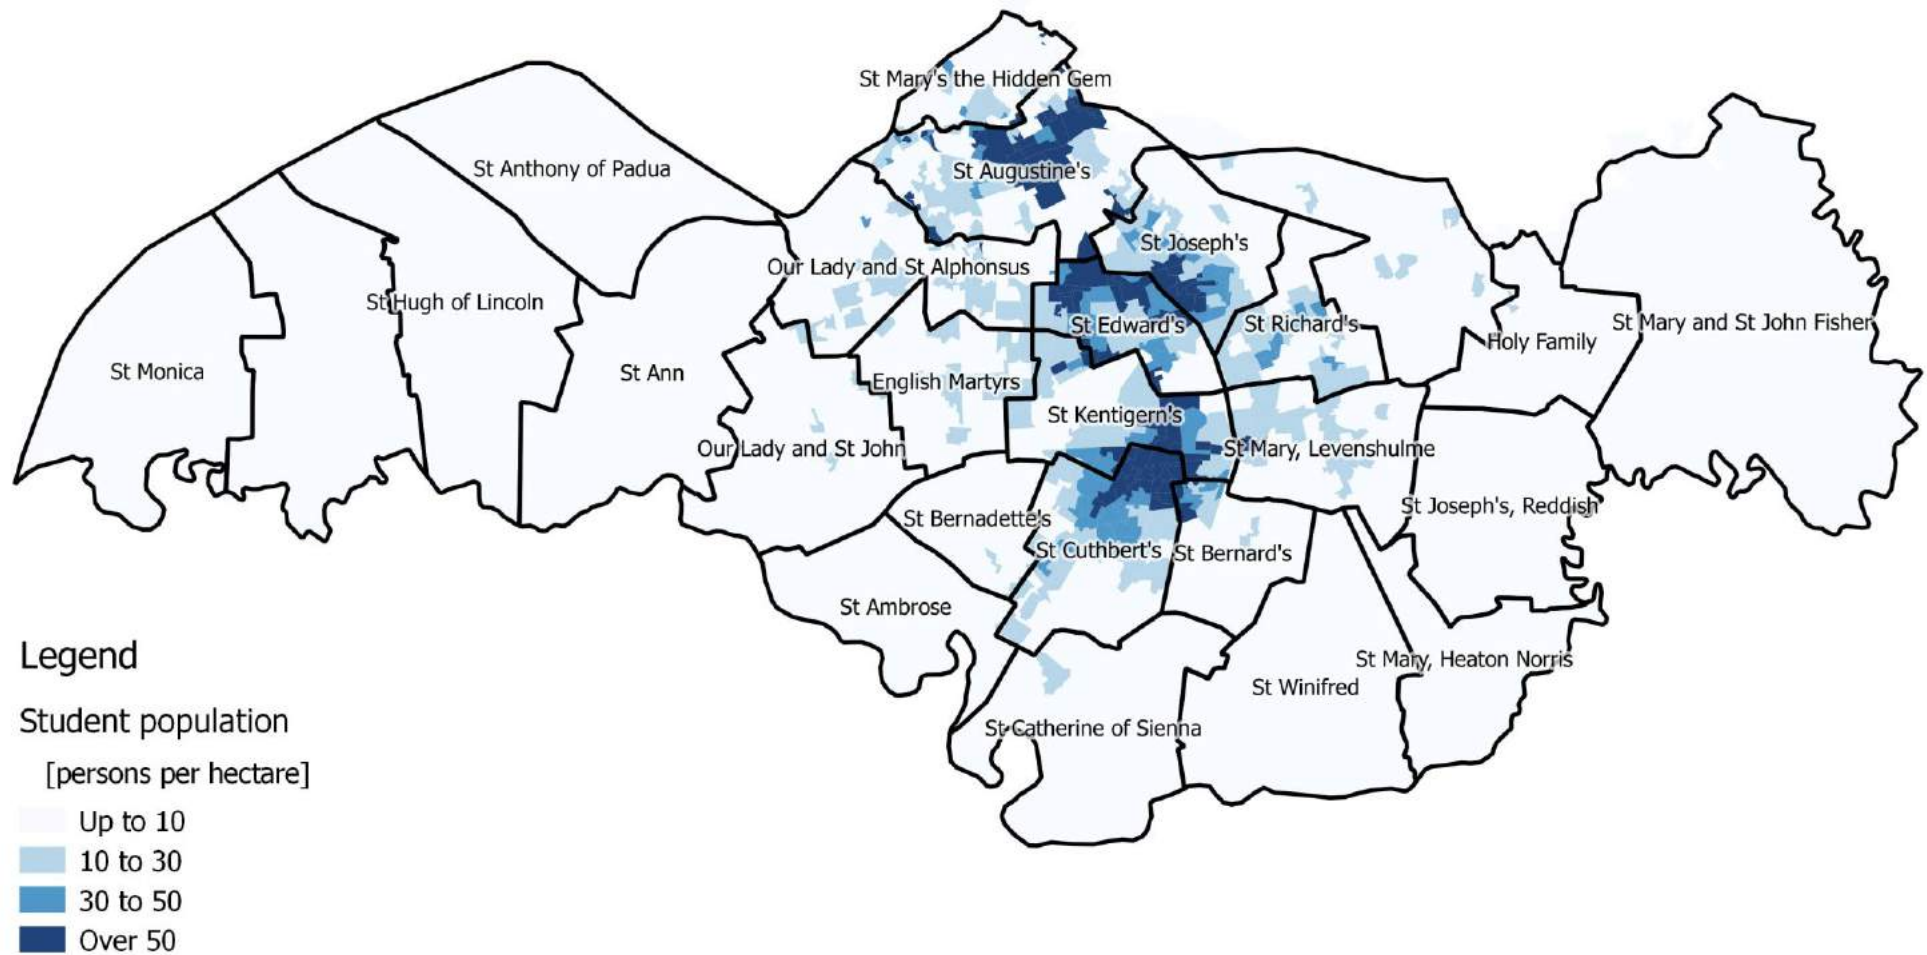 St Mary's the Hidden Gem
St Anthony of Padua
St Augustine's
St Joseph's
Our Lady and St Alphonsus
St Hugh of Lincoln
St Edward's
St Richard's
St Mary and St John Fisher
Holy Family
St Monica
St Ann
English Martyrs
St Kentigern's
Our Lady and St John
St Mary, Levenshulme
St Joseph's, Reddish
St Bernadette's
St Cuthbert's
St Bernard's
St Ambrose
St Mary, Heaton Norris
St Winifred
St Catherine of Sienna
Legend
Student population
[persons per hectare]
Up to 10
10 to 30
30 to 50
Over 50